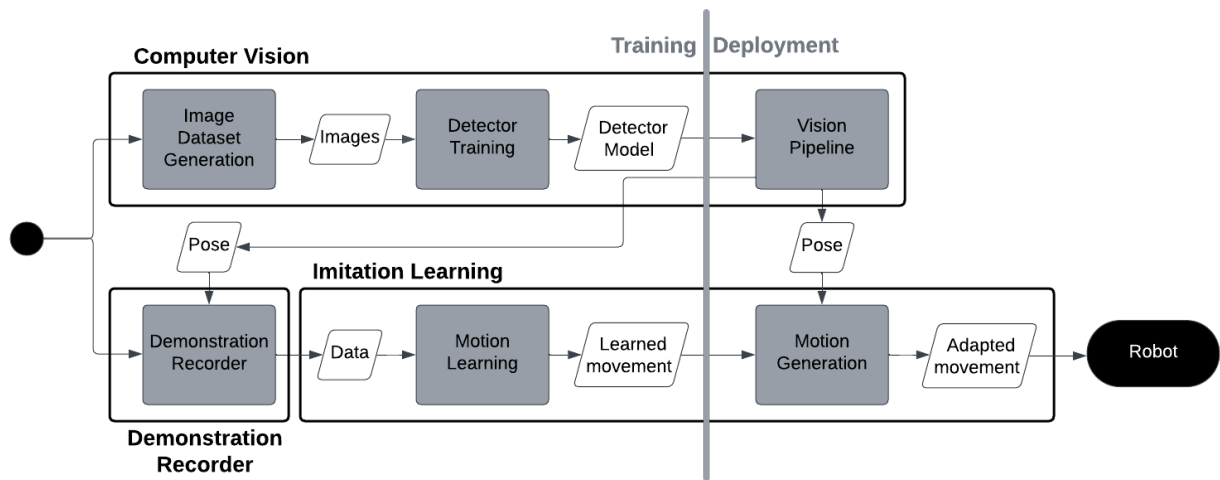 Training
Deployment
Computer Vision
Image
Dataset
Generation
Images
Detector
Training
Detector
Model
Vision
Pipeline
Pose
Pose
Imitation Learning
Demonstration
Recorder
Data
Motion
Learning
Learned
movement
Motion
Generation
Adapted
movement
Robot
Demonstration
Recorder